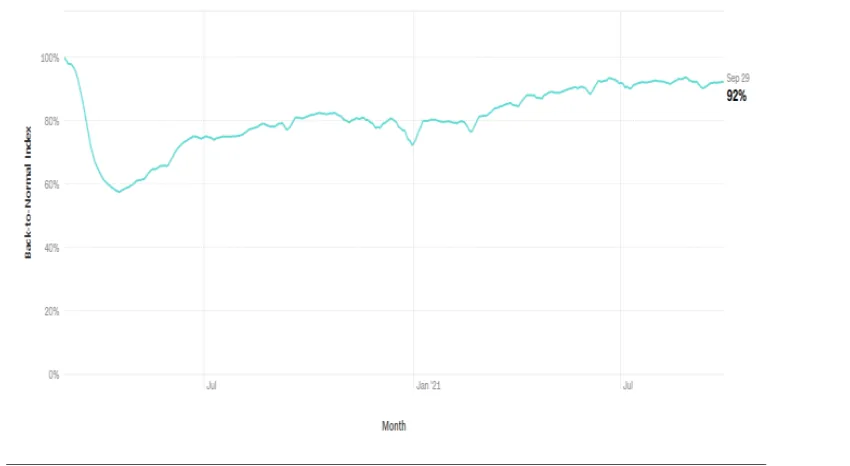 100%
80%
60%
40%
20%
0%
Back-to-Normal Index
Sep 29
92%
Jul
Jan '21
Jul
Month